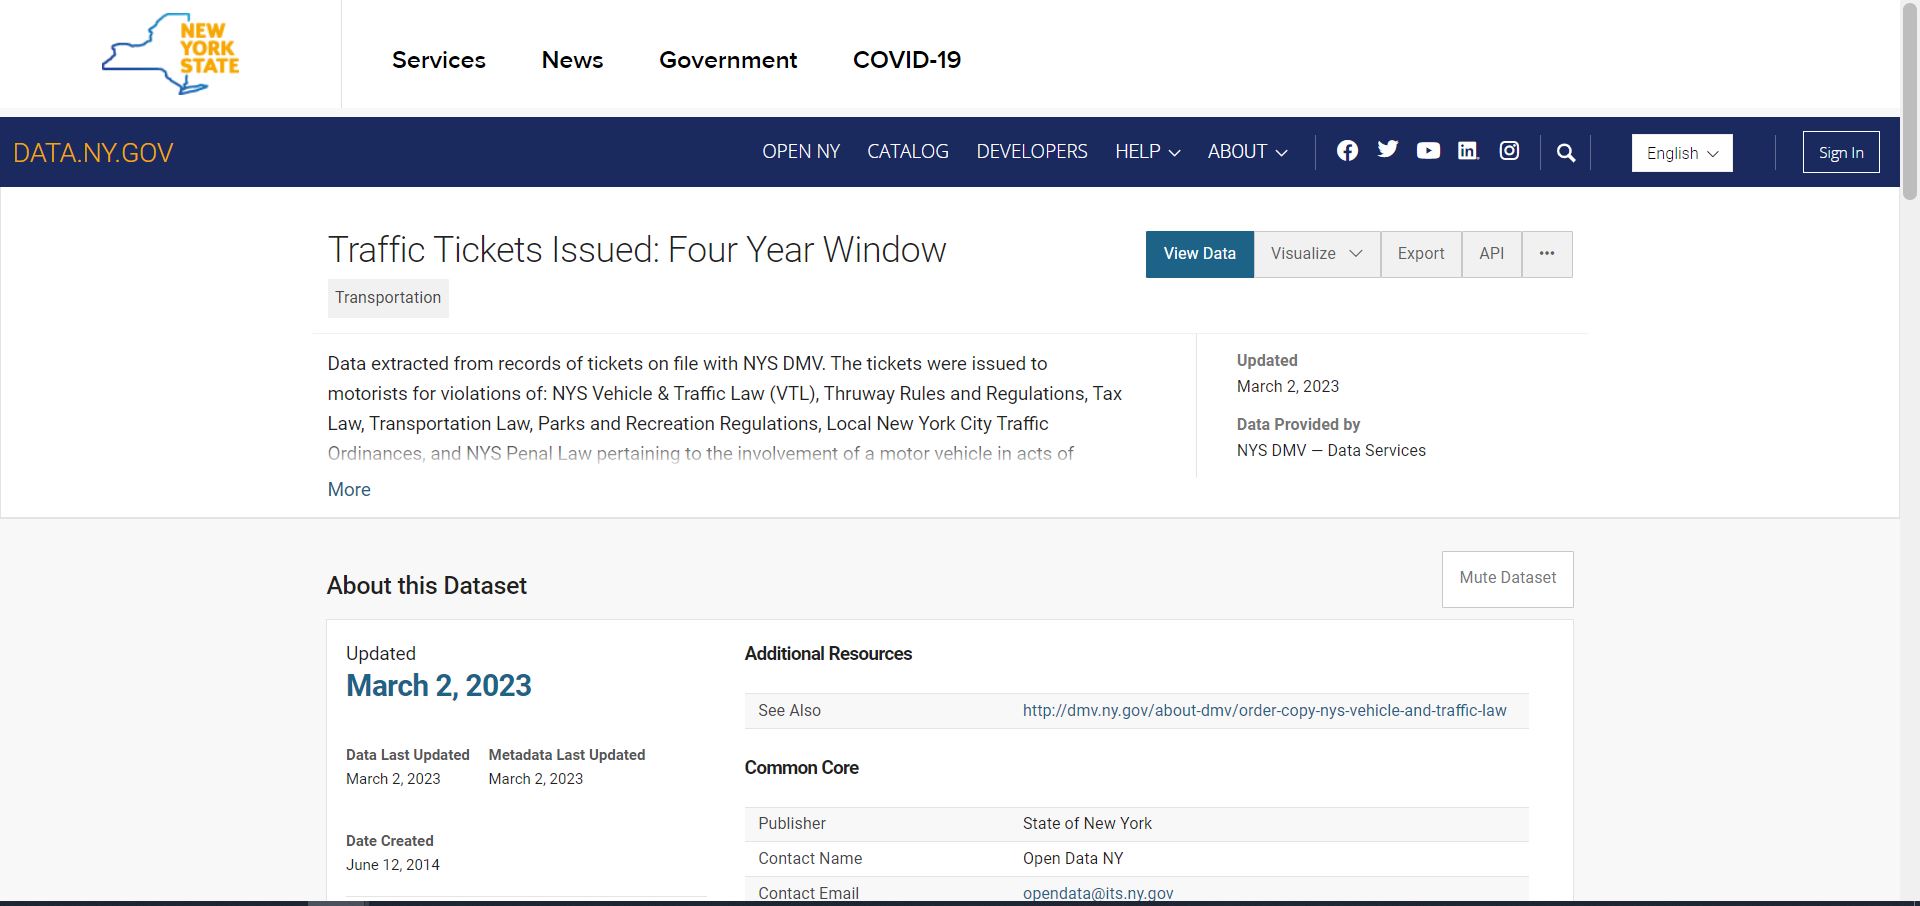 NEW
YORK
STATE
Services News Government COVID-19
DATA.NY.GOV
OPEN NY CATALOG DEVELOPERS HELP ABOUT English Sign In
Traffic Tickets Issued: Four Year Window
View Data Visualize Export API ...
Transportation
Data extracted from records of tickets on file with NYS DMV. The tickets were issued to
motorists for violations of: NYS Vehicle & Traffic Law (VTL), Thruway Rules and Regulations, Tax
Law, Transportation Law, Parks and Recreation Regulations, Local New York City Traffic
Ordinances, and NYS Penal Law pertaining to the involvement of a motor vehicle in acts of
More
Updated
March 2, 2023
Data Provided by
NYS DMV — Data Services
About this Dataset
Mute Dataset
Updated
March 2, 2023
Data Last Updated Metadata Last Updated
March 2, 2023 March 2, 2023
Date Created
June 12, 2014
Additional Resources
See Also http://dmv.ny.gov/about-dmv/order-copy-nys-vehicle-and-traffic-law
Common Core
Publisher State of New York
Contact Name Open Data NY
Contact Email opendata@its.ny.gov